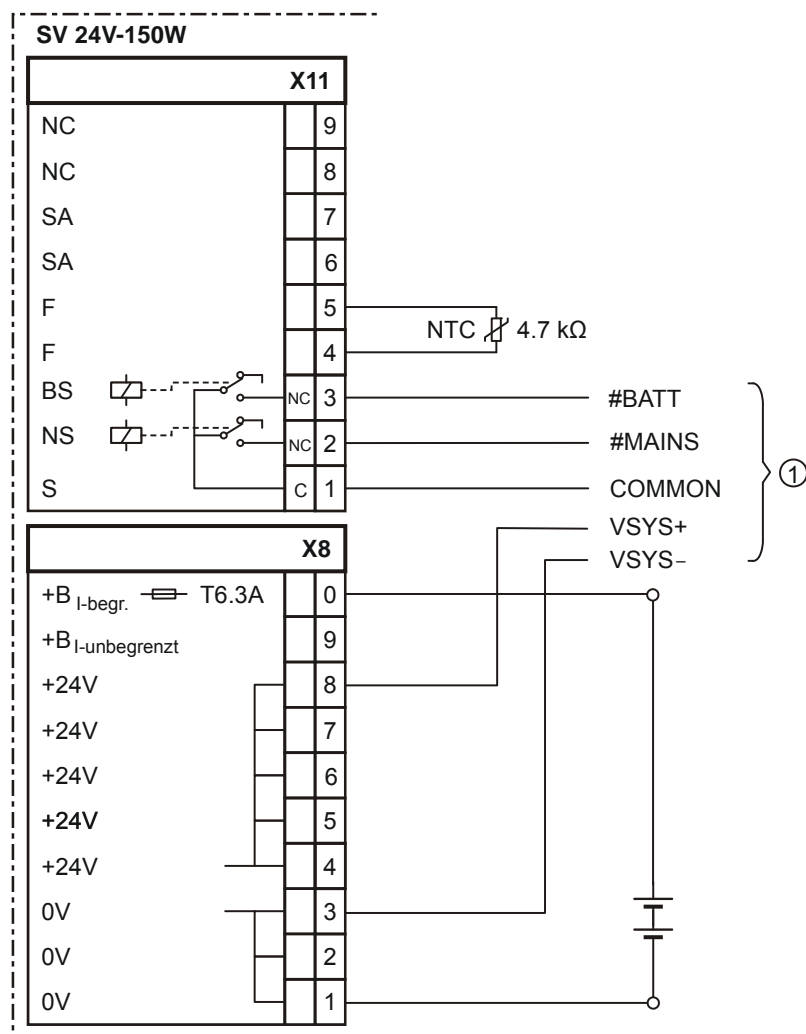 SV 24V-150W
X11
NC 9
NC 8
SA 7
SA 6
F 5
NTC 4.7 kΩ
F 4
BS NC 3 #BATT
NS NC 2 #MAINS
S C 1 COMMON
①
VSYS+
VSYS–
X8
+B I-begr. T6.3A 0
+B I-unbegrenzt 9
+24V 8
+24V 7
+24V 6
+24V 5
+24V 4
0V 3
0V 2
0V 1